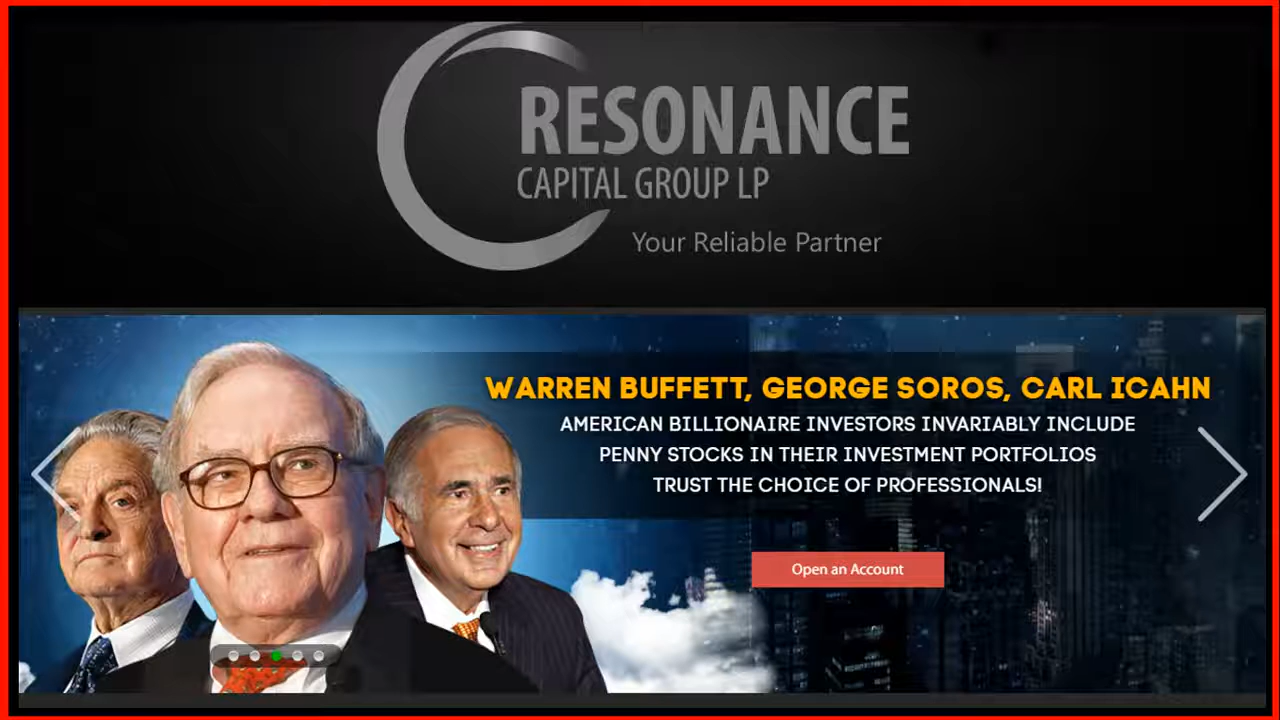 RESONANCE
CAPITAL GROUP LP
Your Reliable Partner
WARREN BUFFETT, GEORGE SOROS, CARL ICAHN
AMERICAN BILLIONAIRE INVESTORS INVARIABLY INCLUDE
PENNY STOCKS IN THEIR INVESTMENT PORTFOLIOS
TRUST THE CHOICE OF PROFESSIONALS!
Open an Account